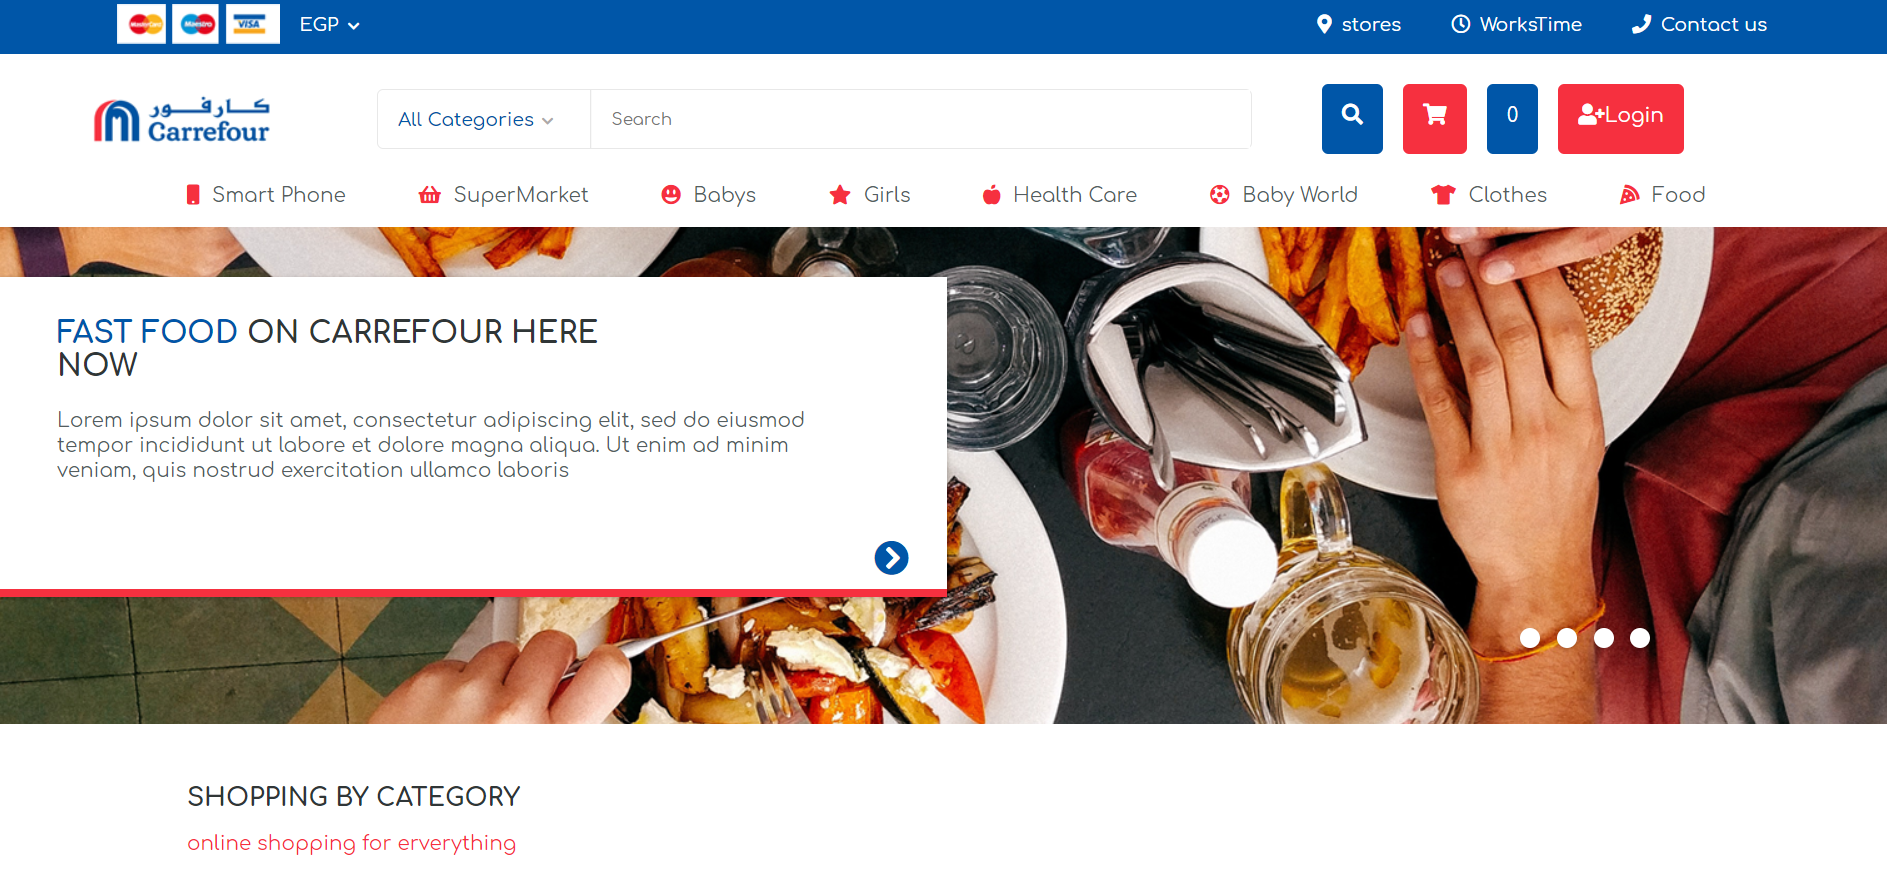 MasterCard Maestro VISA EGP stores WorksTime Contact us
كارفور
Carrefour
All Categories Search 0 Login
Smart Phone SuperMarket Babys Girls Health Care Baby World Clothes Food
FAST FOOD ON CARREFOUR HERE
NOW
Lorem ipsum dolor sit amet, consectetur adipiscing elit, sed do eiusmod
tempor incididunt ut labore et dolore magna aliqua. Ut enim ad minim
veniam, quis nostrud exercitation ullamco laboris
SHOPPING BY CATEGORY
online shopping for erverything